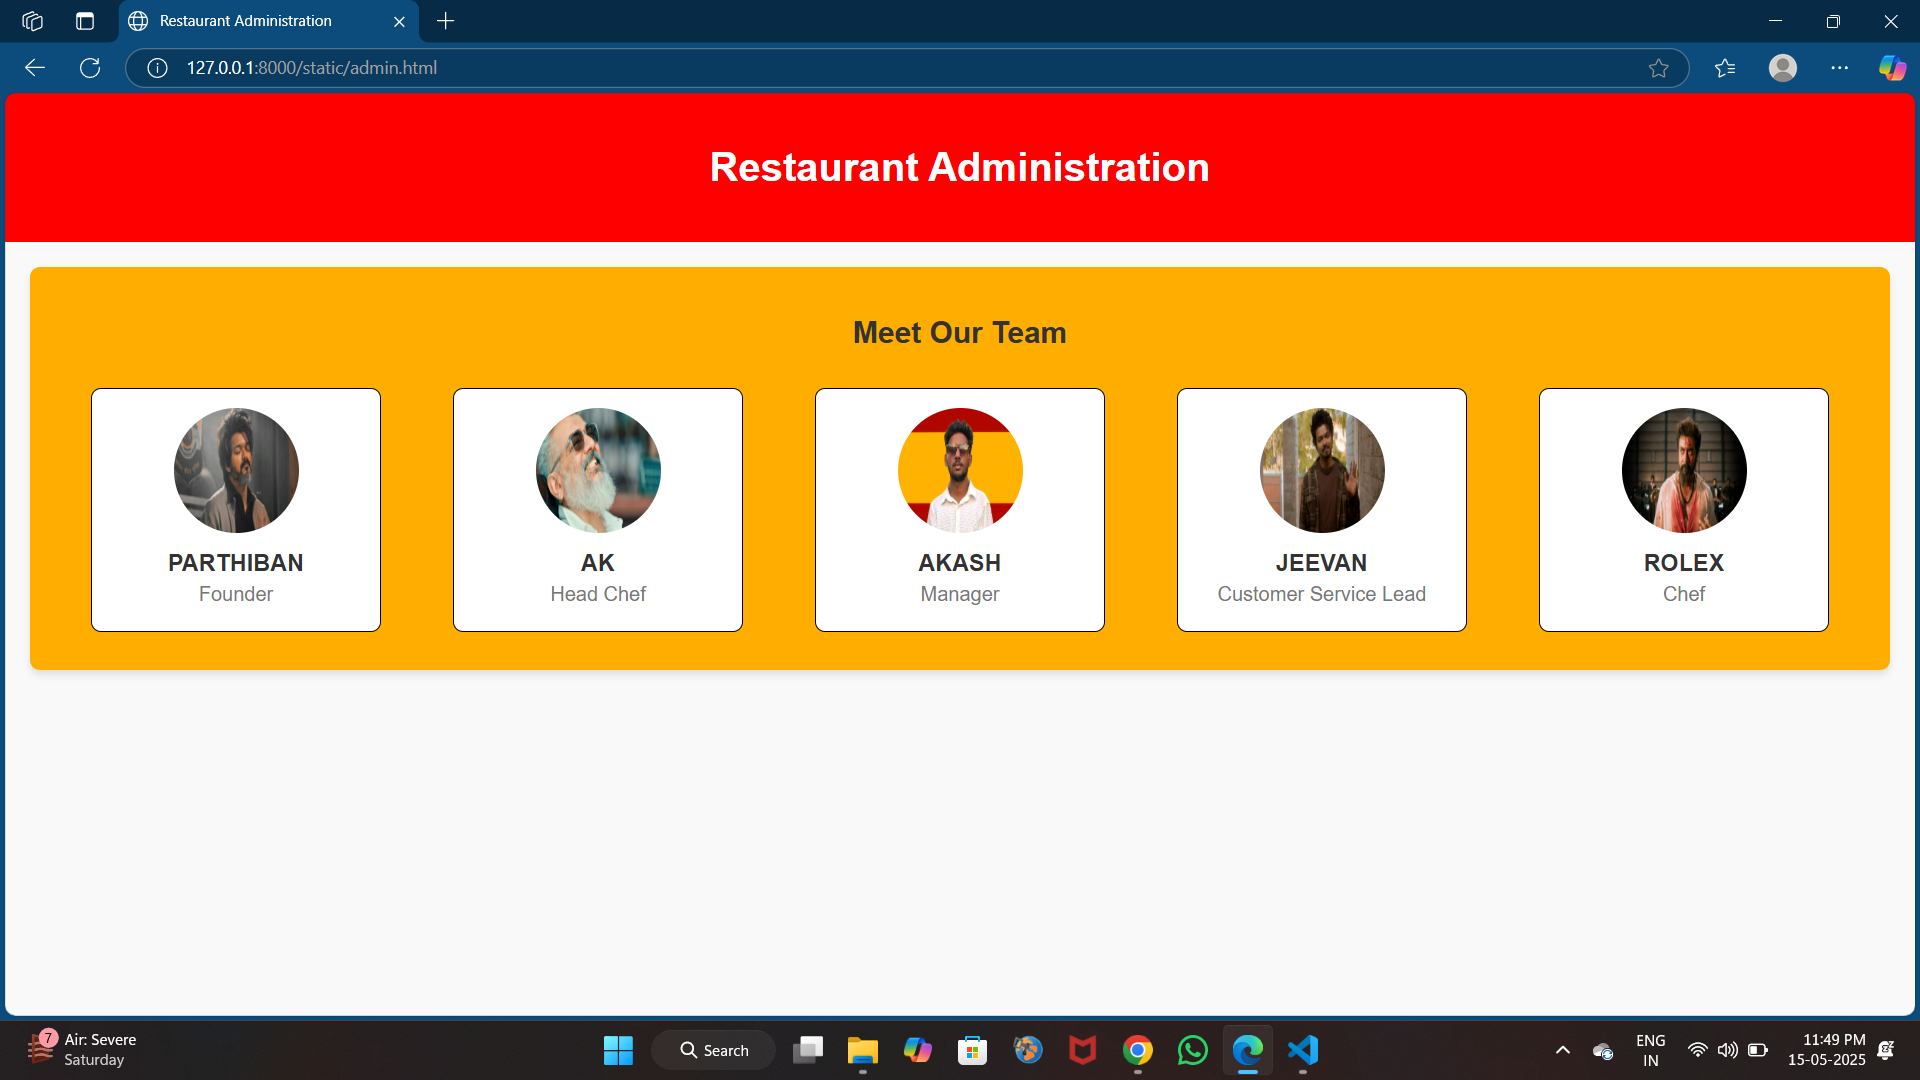 Restaurant Administration
127.0.0.1:8000/static/admin.html
Restaurant Administration
Meet Our Team
PARTHIBAN
Founder
AK
Head Chef
AKASH
Manager
JEEVAN
Customer Service Lead
ROLEX
Chef
7
Air: Severe
Saturday
Search
ENG
IN
11:49 PM
15-05-2025